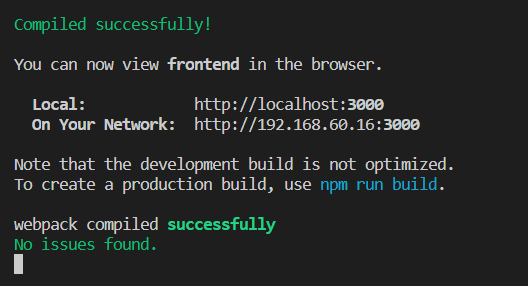 Compiled successfully!
You can now view frontend in the browser.
Local: http://localhost:3000
On Your Network: http://192.168.60.16:3000
Note that the development build is not optimized.
To create a production build, use npm run build.
webpack compiled successfully
No issues found.